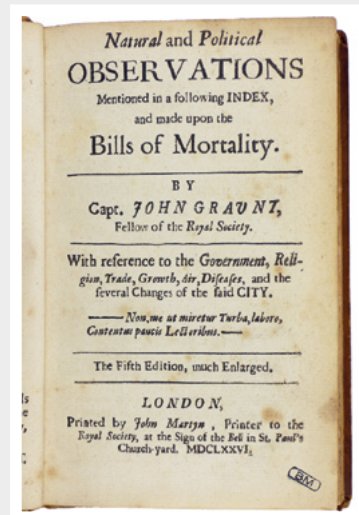 Natural and Political
OBSERVATIONS
Mentioned in a following INDEX,
and made upon the
Bills of Mortality.
BY
Capt. JOHN GRAUNT,
Fellow of the Royal Society.
With reference to the Government, Reli-
gion, Trade, Growth, Air, Diseases, and the
several Changes of the said CITY.
—— Non, me ut miretur Turba, laboro,
Contentus paucis Lectoribus. ——
The Fifth Edition, much Enlarged.
LONDON,
Printed by John Martyn, Printer to the
Royal Society, at the Sign of the Bell in St. Paul's
Church-yard. MDCLXXVI.
BM